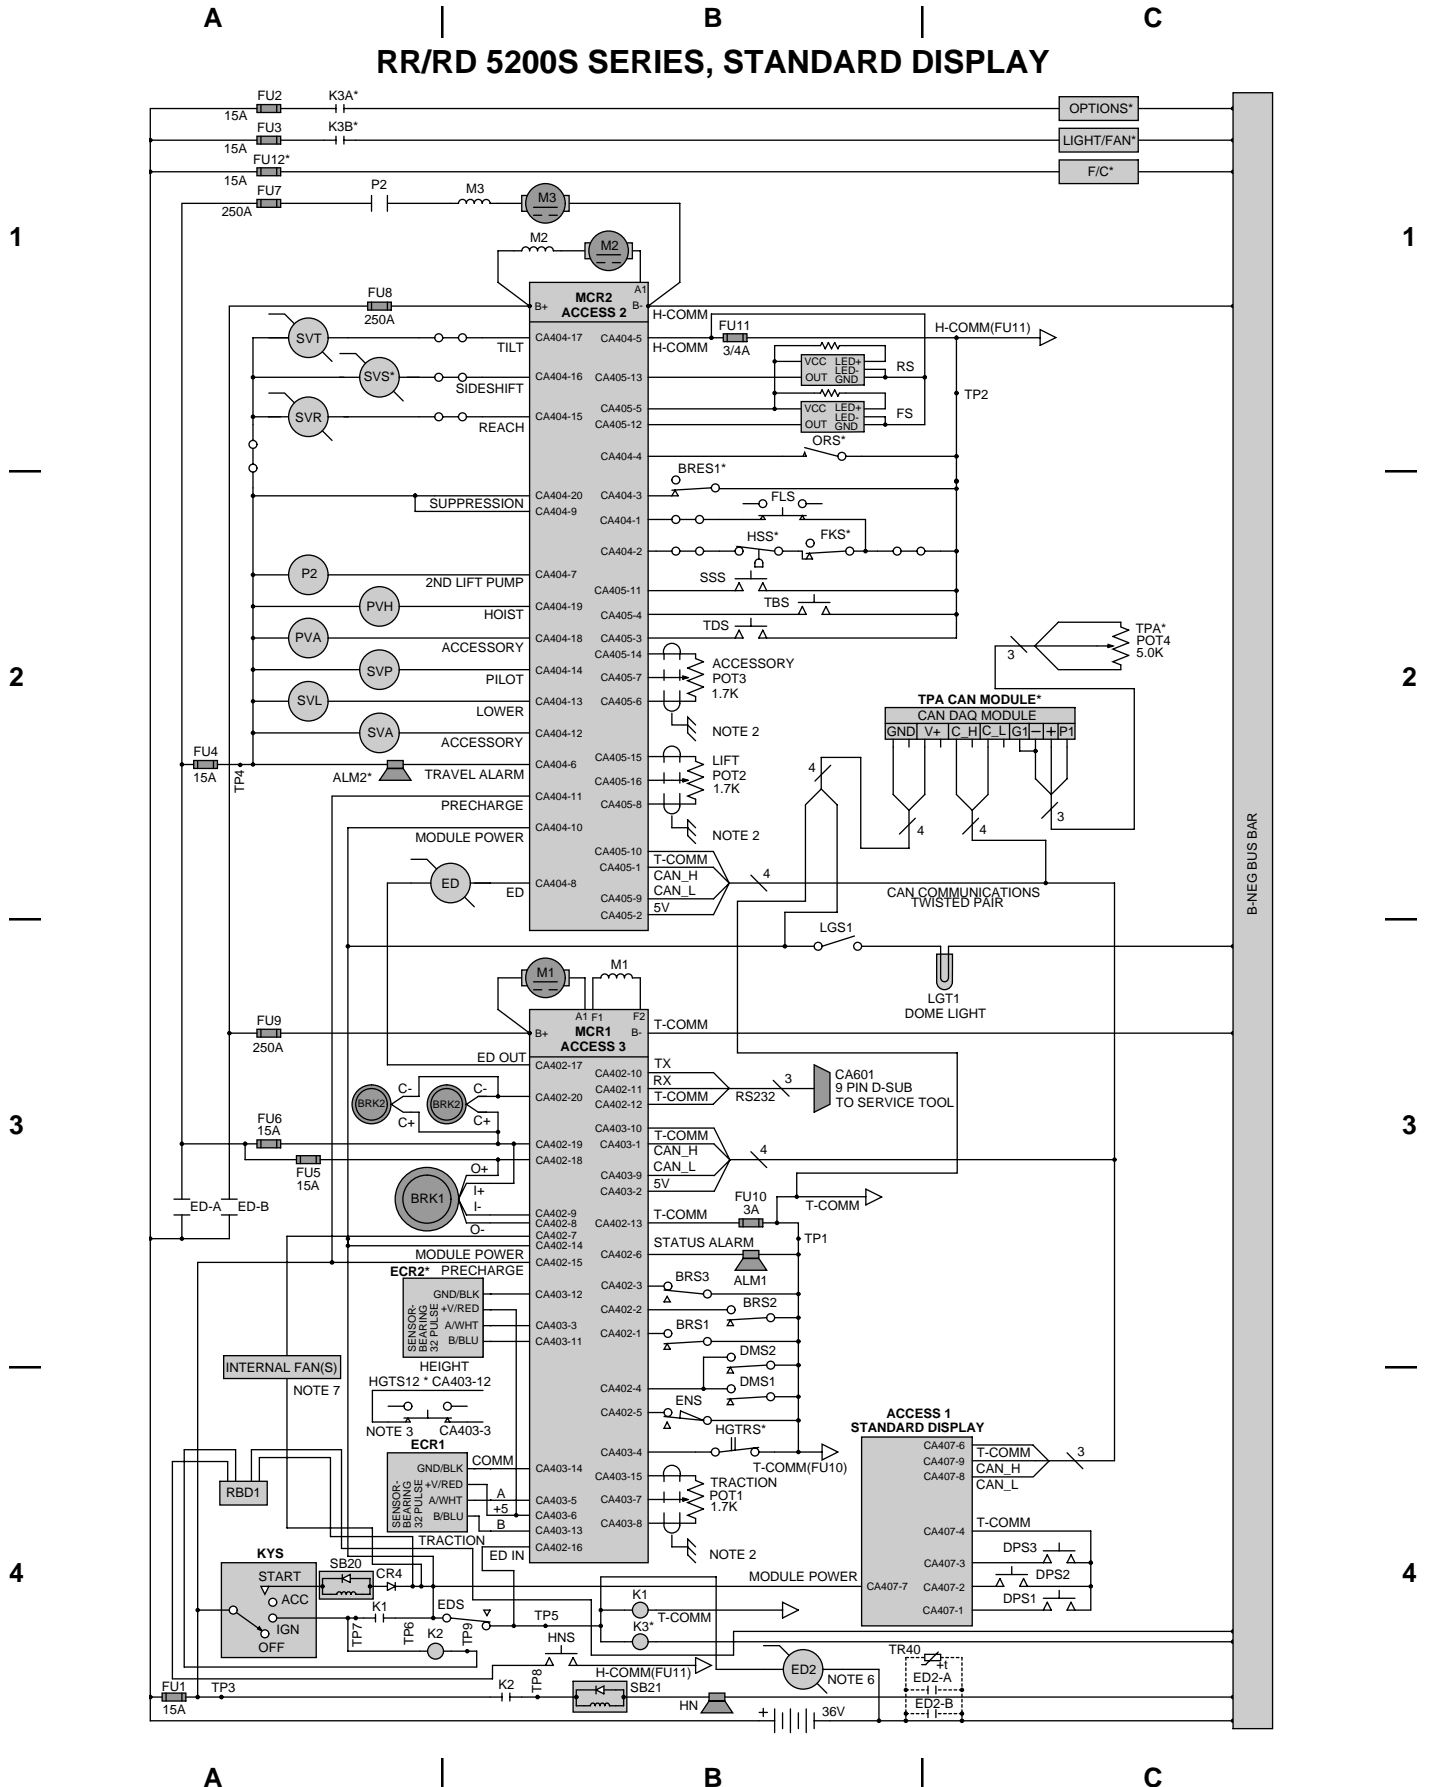 A B C
RR/RD 5200S SERIES, STANDARD DISPLAY
FU2 K3A*
15A
OPTIONS*
FU3 K3B*
15A
LIGHT/FAN*
FU12*
15A
F/C*
FU7 P2 M3 M3
250A
1 1
M2 M2
FU8
250A
B+ MCR2 A1
ACCESS 2 B-
H-COMM
SVT
TILT
CA404-17 CA404-5
H-COMM
FU11
3/4A
H-COMM(FU11)
VCC LED+
LED-
OUT GND
RS
SVS*
SIDESHIFT
CA404-16 CA405-13
TP2
SVR
REACH
CA404-15 CA405-5
CA405-12
VCC LED+
LED-
OUT GND
FS
CA404-4
ORS*
BRES1*
SUPPRESSION
CA404-20 CA404-3
CA404-9
CA404-1
FLS
CA404-2
HSS* FKS*
P2
2ND LIFT PUMP
CA404-7
CA405-11
SSS
PVH
HOIST
CA404-19
CA405-4
TBS
PVA
ACCESSORY
CA404-18 CA405-3
TDS
CA405-14
ACCESSORY
POT3
1.7K
SVP
PILOT
CA404-14 CA405-7
SVL
LOWER
CA404-13 CA405-6
NOTE 2
SVA
ACCESSORY
CA404-12
2 2
3
TPA*
POT4
5.0K
TPA CAN MODULE*
CAN DAQ MODULE
GND V+ C_H C_L G1 − + P1
4 4 3
FU4
15A
TP4
ALM2*
TRAVEL ALARM
CA404-6 CA405-15
LIFT
POT2
1.7K
CA405-16
PRECHARGE
CA404-11 CA405-8
NOTE 2
4
MODULE POWER
CA404-10
CA405-10
T-COMM
CA405-1
CAN_H
CAN_L
CA405-9
5V
CA405-2
4
ED
ED
CA404-8
CAN COMMUNICATIONS
TWISTED PAIR
B-NEG BUS BAR
LGS1
LGT1
DOME LIGHT
M1 M1
FU9
250A
A1 F1 F2
B+ MCR1 B-
ACCESS 3
T-COMM
ED OUT
CA402-17
CA402-10
TX
CA402-11
RX
CA402-12
T-COMM
RS232
3
CA601
9 PIN D-SUB
TO SERVICE TOOL
BRK2 C- BRK2 C-
C+ C+
CA402-20
3 3
FU6
15A
CA403-10
T-COMM
CA402-19 CA403-1
CAN_H
CAN_L
CA403-9
5V
CA403-2
4
FU5
15A
CA402-18
BRK1
O+
I+
I-
O-
CA402-9
CA402-8
CA402-7
CA402-14
ED-A ED-B
CA402-13
T-COMM
FU10
3A
T-COMM
TP1
MODULE POWER
CA402-15
PRECHARGE
CA402-6
STATUS ALARM
ALM1
ECR2*
SENSOR-
BEARING
32 PULSE
GND/BLK
+V/RED
A/WHT
B/BLU
HEIGHT
CA403-12
CA403-3
CA403-11
CA402-3
BRS3
CA402-2
BRS2
CA402-1
BRS1
DMS2
INTERNAL FAN(S)
NOTE 7
HGTS12 * CA403-12
NOTE 3 CA403-3
CA402-4
DMS1
CA402-5
ENS
CA403-4
HGTRS*
T-COMM(FU10)
ACCESS 1
STANDARD DISPLAY
CA407-6
T-COMM
CA407-9
CAN_H
CA407-8
CAN_L
3
ECR1
SENSOR-
BEARING
32 PULSE
GND/BLK
+V/RED
A/WHT
B/BLU
COMM
A
+5
B
TRACTION
CA403-14
CA403-5
CA403-6
CA403-13
CA403-15
TRACTION
POT1
1.7K
CA403-7
CA403-8
NOTE 2
RBD1
ED IN
CA402-16
CA407-4
T-COMM
CA407-3
DPS3
CA407-2
DPS2
CA407-1
DPS1
MODULE POWER
CA407-7
4 4
KYS
START
ACC
IGN
OFF
SB20
CR4
K1
TP7
TP6
EDS
K2
TP9
TP5
K1
T-COMM
K3*
HNS
H-COMM(FU11)
TP8
FU1
15A
TP3
K2
SB21
HN
ED2
NOTE 6
TR40
+t
ED2-A
ED2-B
+
36V
A B C